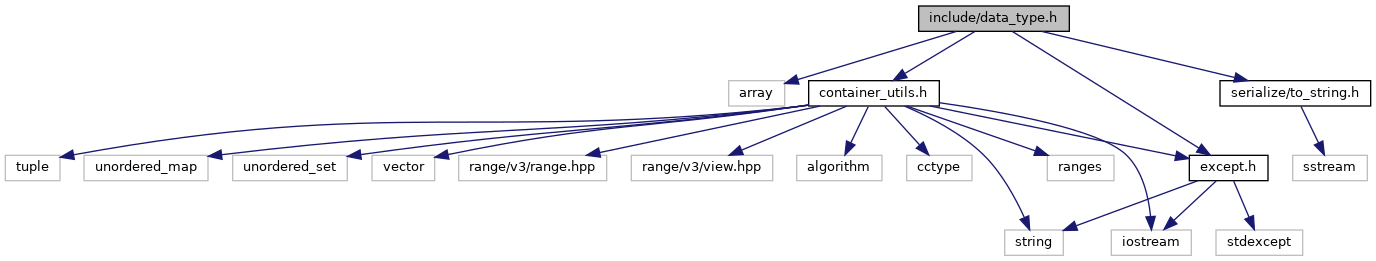 include/data_type.h
array
container_utils.h
serialize/to_string.h
tuple
unordered_map
unordered_set
vector
range/v3/range.hpp
range/v3/view.hpp
algorithm
cctype
ranges
except.h
sstream
string
iostream
stdexcept